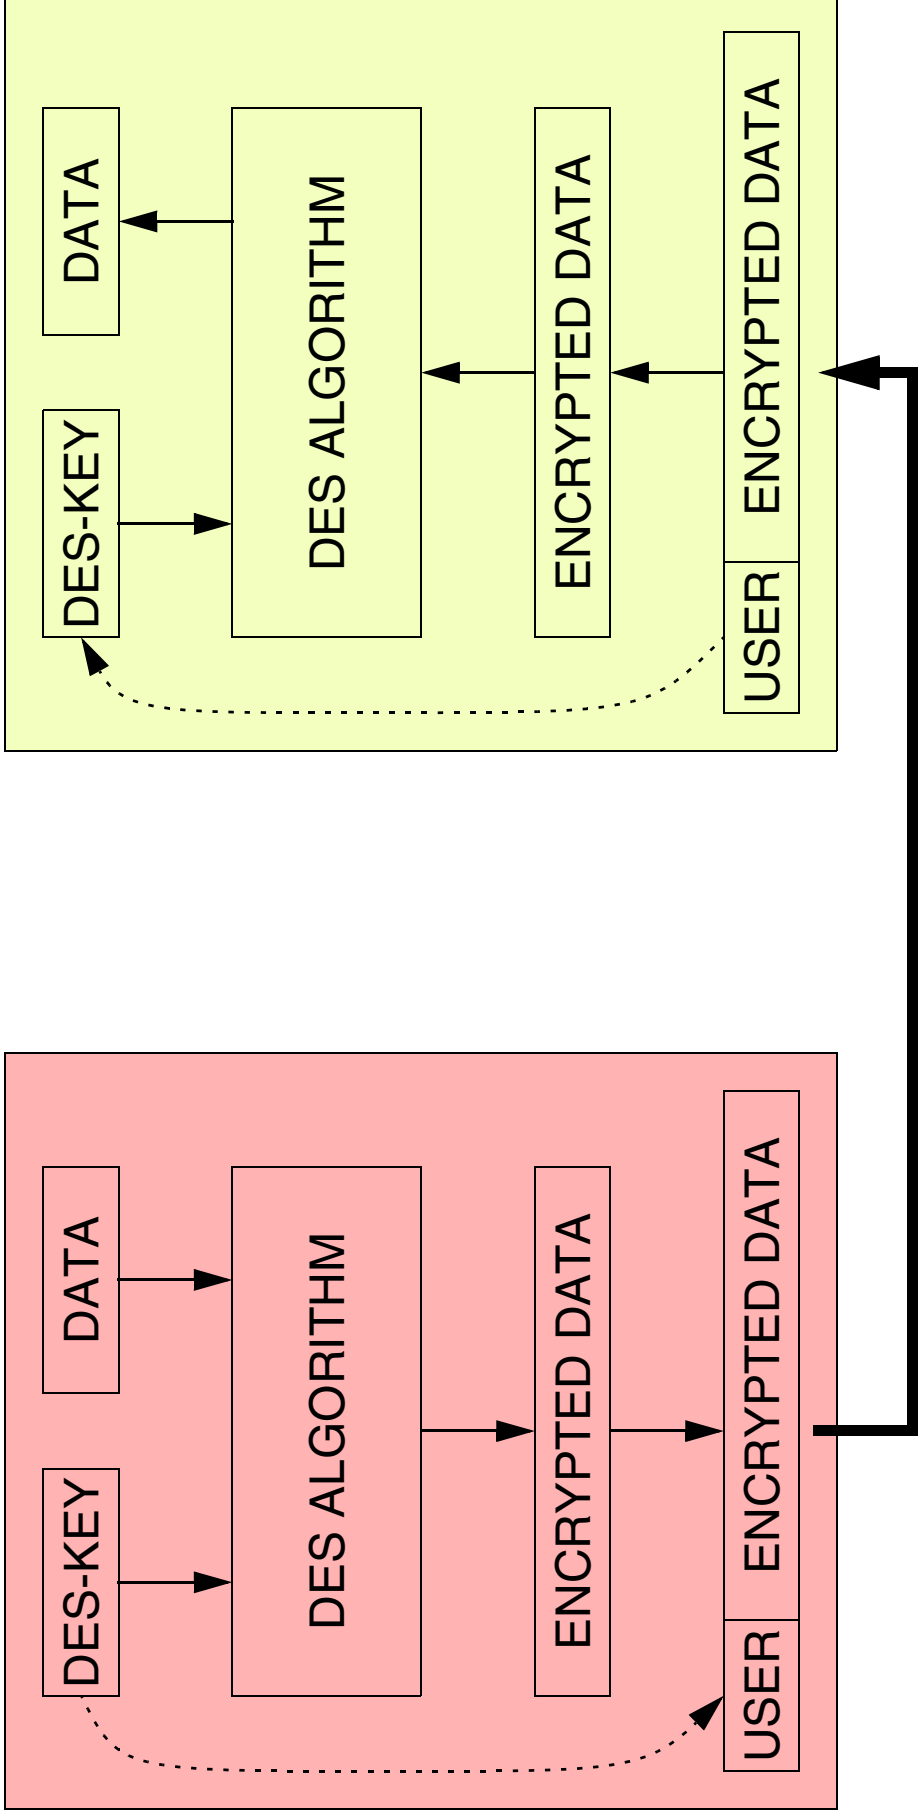 DES-KEY
DATA
DES ALGORITHM
ENCRYPTED DATA
USER
ENCRYPTED DATA
DES-KEY
DATA
DES ALGORITHM
ENCRYPTED DATA
USER
ENCRYPTED DATA